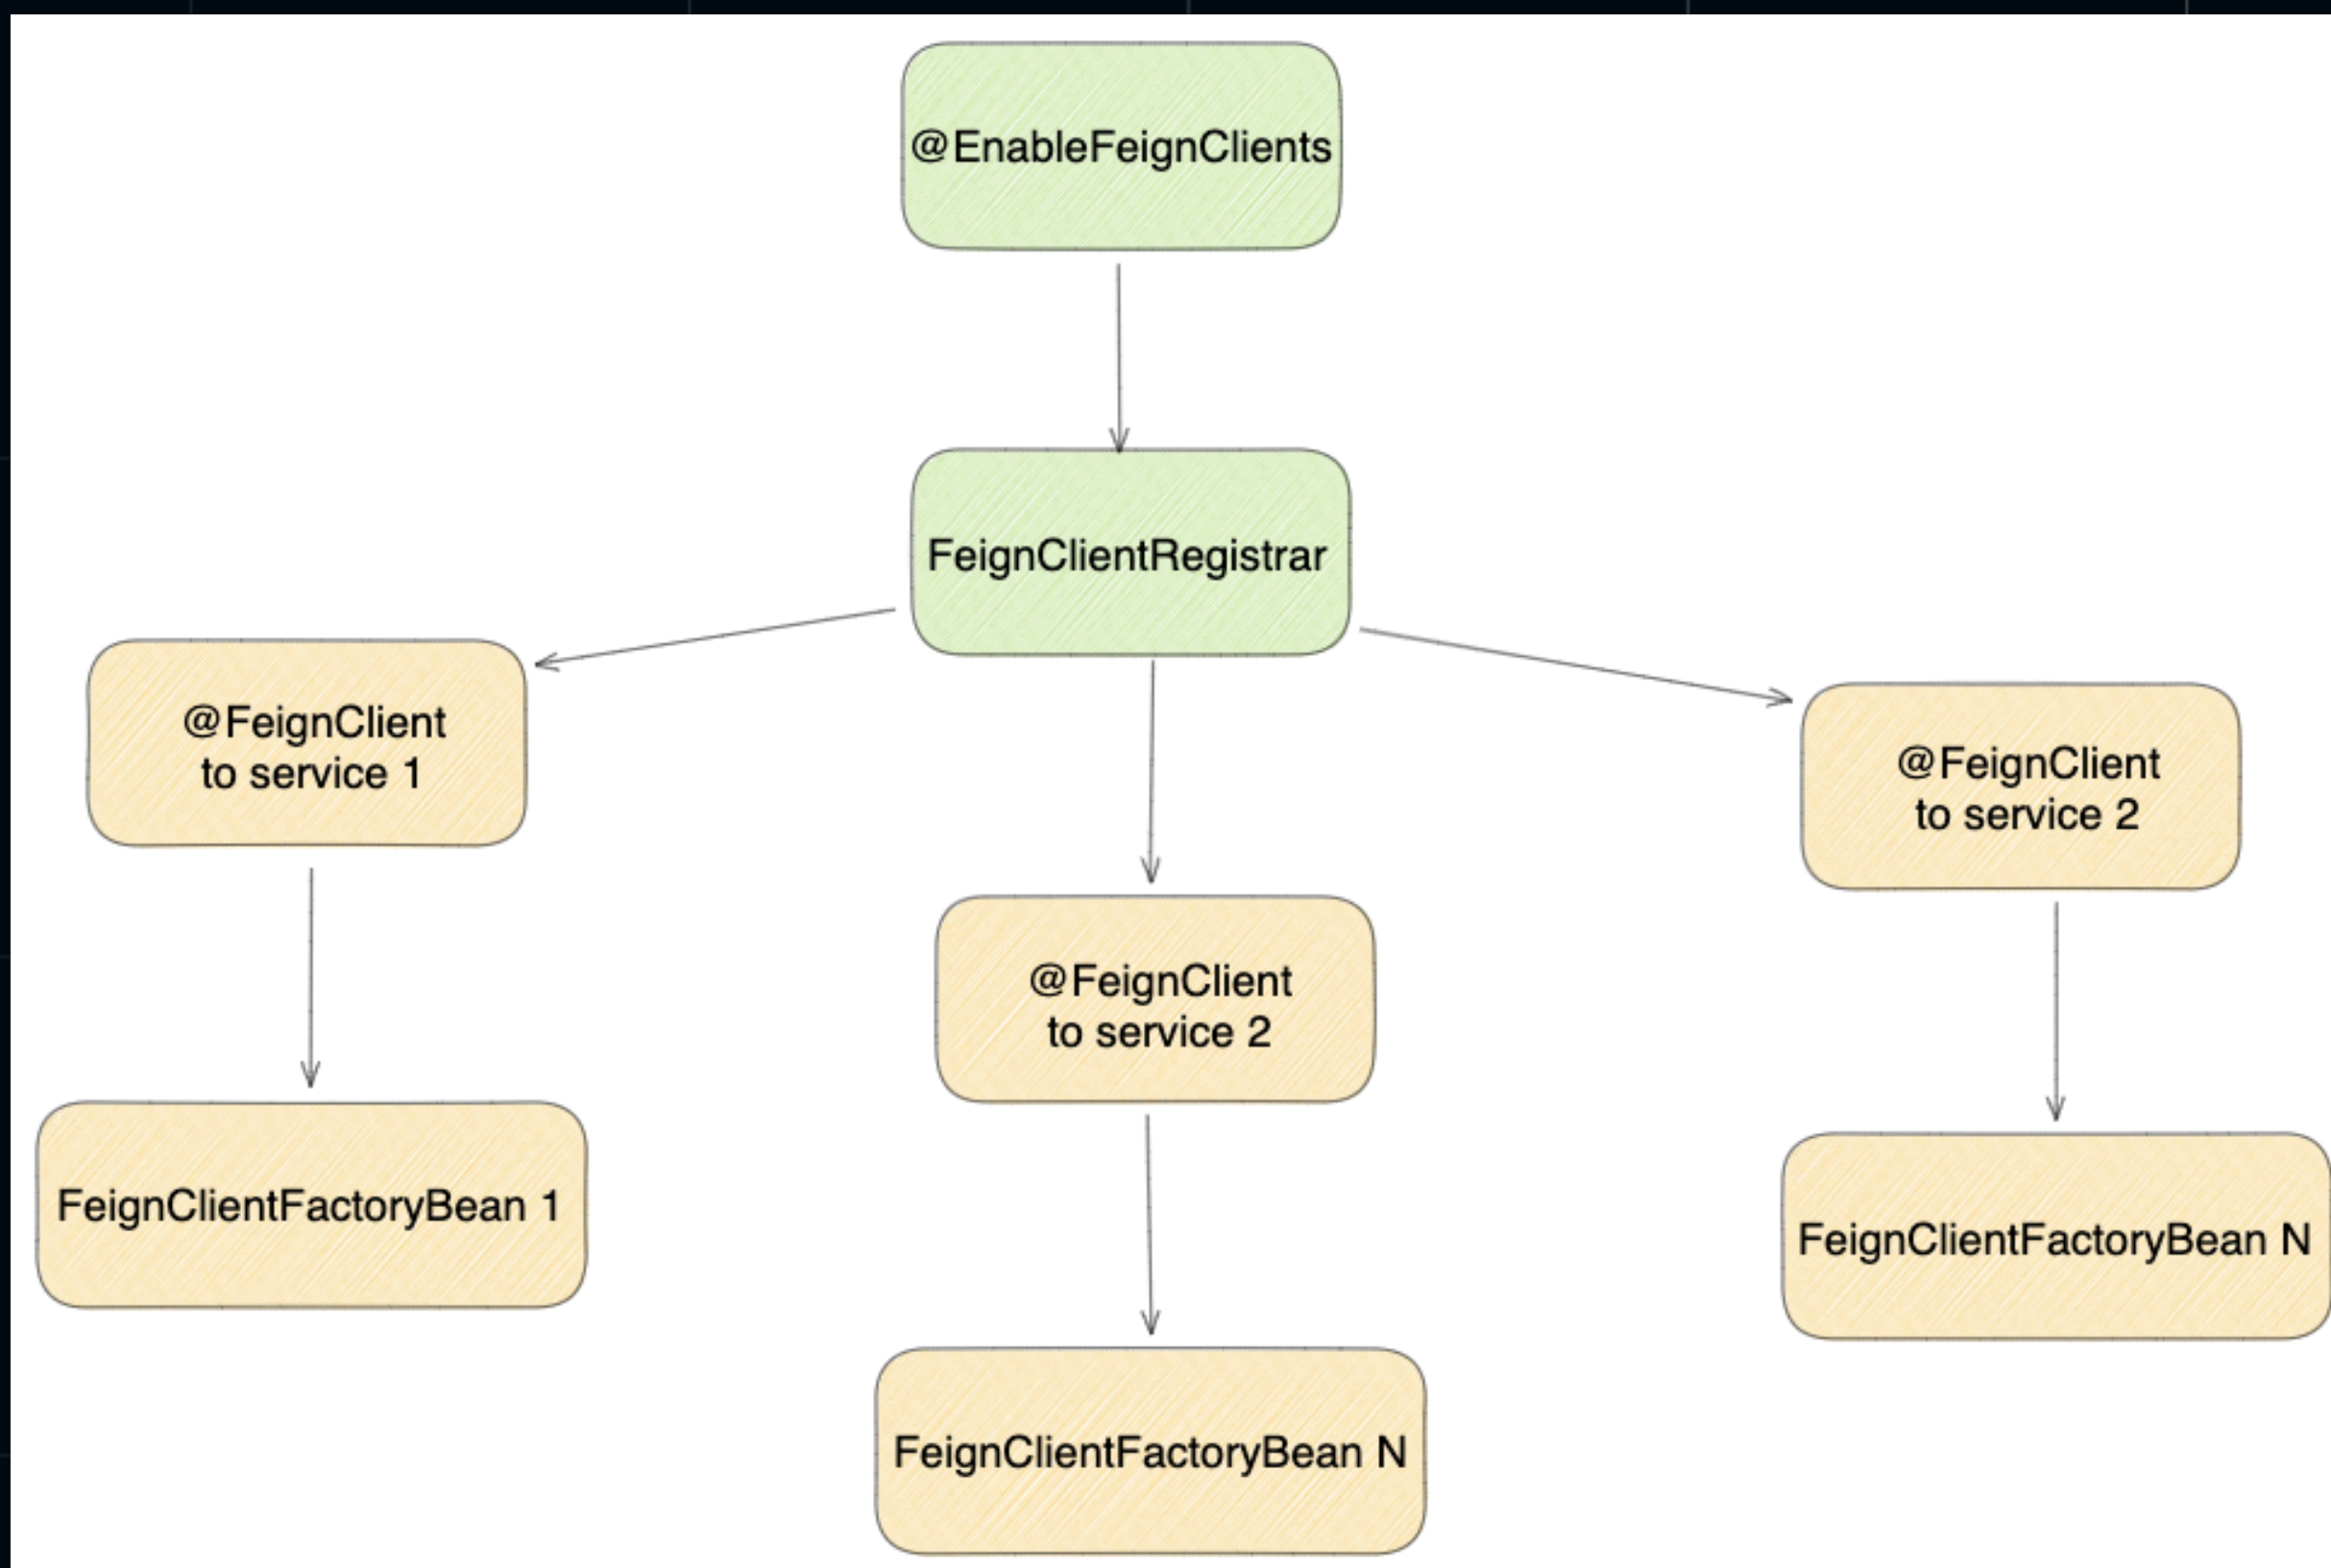 @EnableFeignClients
FeignClientRegistrar
@FeignClient
to service 1
@FeignClient
to service 2
@FeignClient
to service 2
FeignClientFactoryBean 1
FeignClientFactoryBean N
FeignClientFactoryBean N